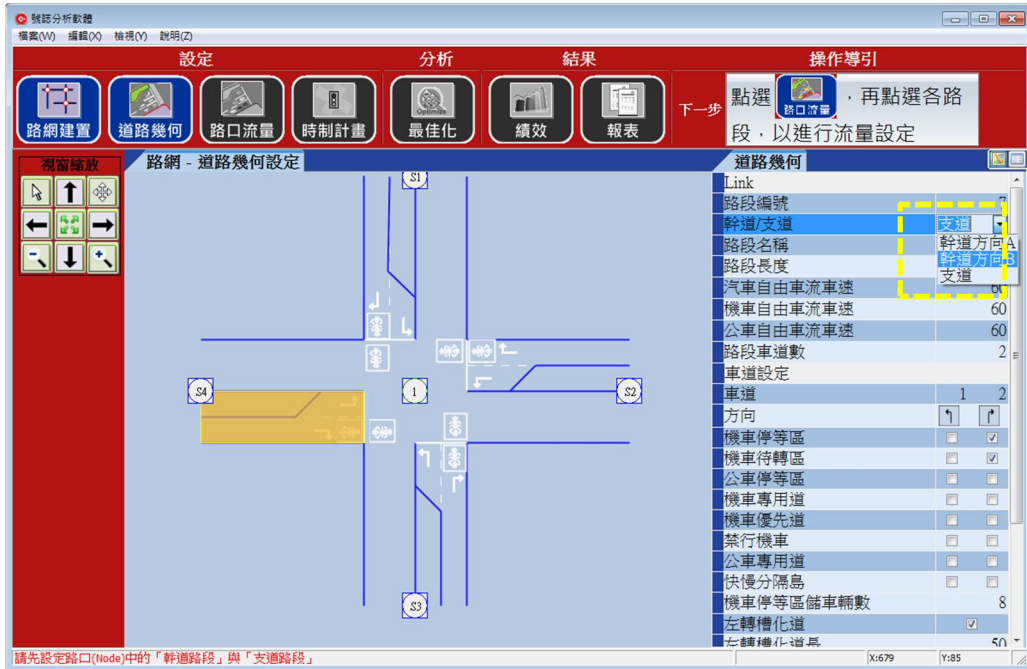 號誌分析軟體
檔案(W) 編輯(X) 檢視(Y) 說明(Z)
設定 分析 結果 操作導引
路網建置 道路幾何 路口流量 時制計畫 Optimize 最佳化 績效 報表 下一步 點選 路口流量 ，再點選各路
段，以進行流量設定
視窗縮放 路網 - 道路幾何設定 道路幾何
S1
S4 1 S2
S3
Link
路段編號 7
幹道/支道 支道
路段名稱 幹道方向A
幹道方向B
路段長度 支道
汽車自由車流車速 60
機車自由車流車速 60
公車自由車流車速 60
路段車道數 2
車道設定
車道 1 2
方向
機車停等區
機車待轉區
公車停等區
機車專用道
機車優先道
禁行機車
公車專用道
快慢分隔島
機車停等區儲車輛數 8
左轉槽化道
左轉槽化道長 50
請先設定路口(Node)中的「幹道路段」與「支道路段」 X:679 Y:85